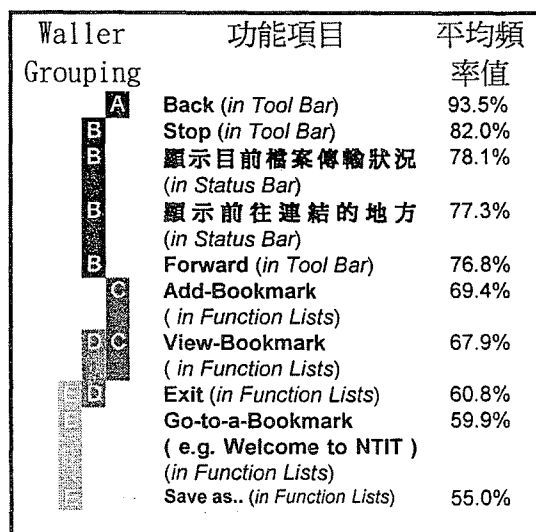 Waller 功能項目 平均頻
Grouping 率值
A Back (in Tool Bar) 93.5%
B Stop (in Tool Bar) 82.0%
B 顯示目前檔案傳輸狀況 78.1%
(in Status Bar)
B 顯示前往連結的地方 77.3%
(in Status Bar)
B Forward (in Tool Bar) 76.8%
C Add-Bookmark 69.4%
( in Function Lists)
D C View-Bookmark 67.9%
( in Function Lists)
E D Exit (in Function Lists) 60.8%
E Go-to-a-Bookmark 59.9%
( e.g. Welcome to NTIT )
(in Function Lists)
E Save as.. (in Function Lists) 55.0%